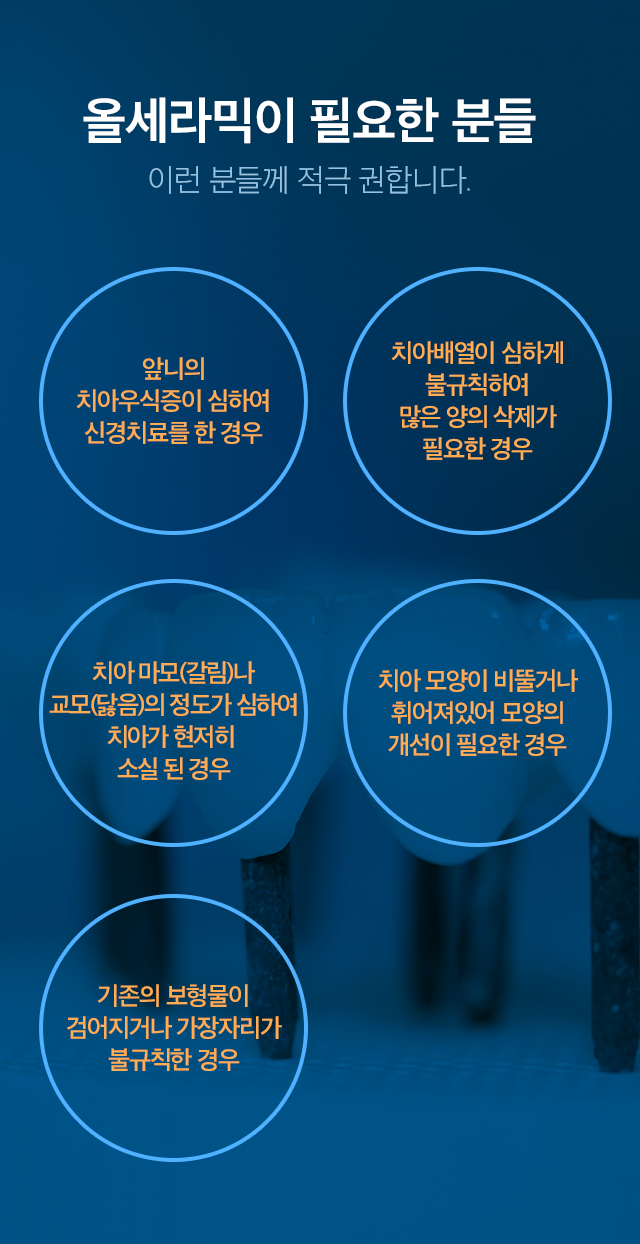 올세라믹이 필요한 분들
이런 분들께 적극 권합니다.
앞니의
치아우식증이 심하여
신경치료를 한 경우
치아배열이 심하게
불규칙하여
많은 양의 삭제가
필요한 경우
치아 마모(갈림)나
교모(닳음)의 정도가 심하여
치아가 현저히
소실 된 경우
치아 모양이 비뚤거나
휘어져있어 모양의
개선이 필요한 경우
기존의 보형물이
검어지거나 가장자리가
불규칙한 경우